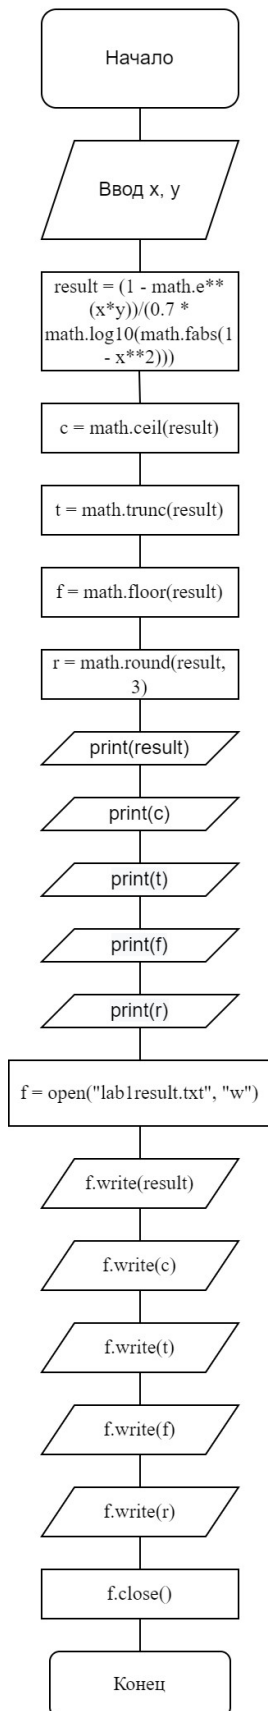 Начало
Ввод x, y
result = (1 - math.e**
(x*y))/(0.7 *
math.log10(math.fabs(1
- x**2)))
c = math.ceil(result)
t = math.trunc(result)
f = math.floor(result)
r = math.round(result,
3)
print(result)
print(c)
print(t)
print(f)
print(r)
f = open("lab1result.txt", "w")
f.write(result)
f.write(c)
f.write(t)
f.write(f)
f.write(r)
f.close()
Конец